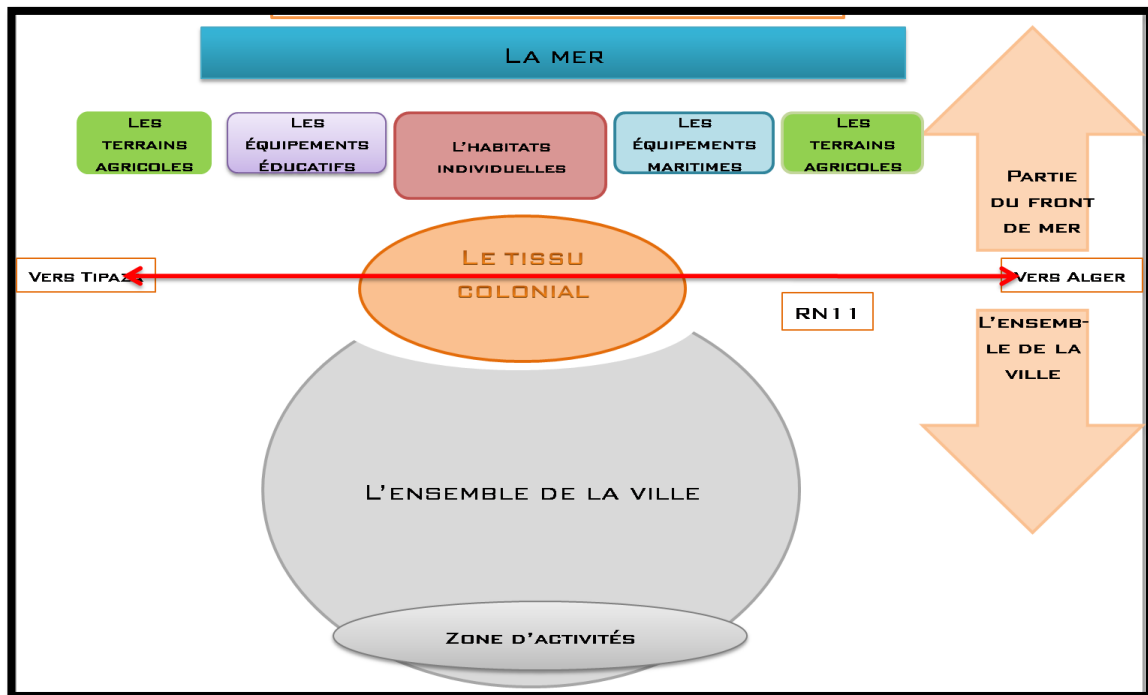 La mer
Les
terrains
agricoles
Les
équipements
éducatifs
L'habitats
individuelles
Les
équipements
maritimes
Les
terrains
agricoles
Partie
du front
de mer
Le tissu
colonial
Vers Tipaza
Vers Alger
RN11
L'ensemb-
le de la
ville
L'ensemble de la ville
Zone d'activités